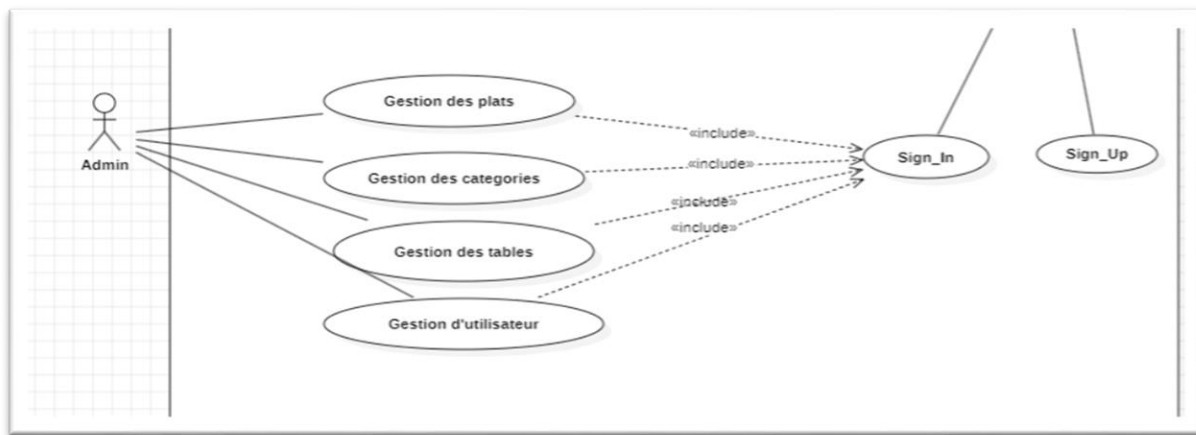 Gestion des plats
«include»
Sign_In
Sign_Up
Admin
«include»
Gestion des categories
«include»
«include»
Gestion des tables
Gestion d'utilisateur